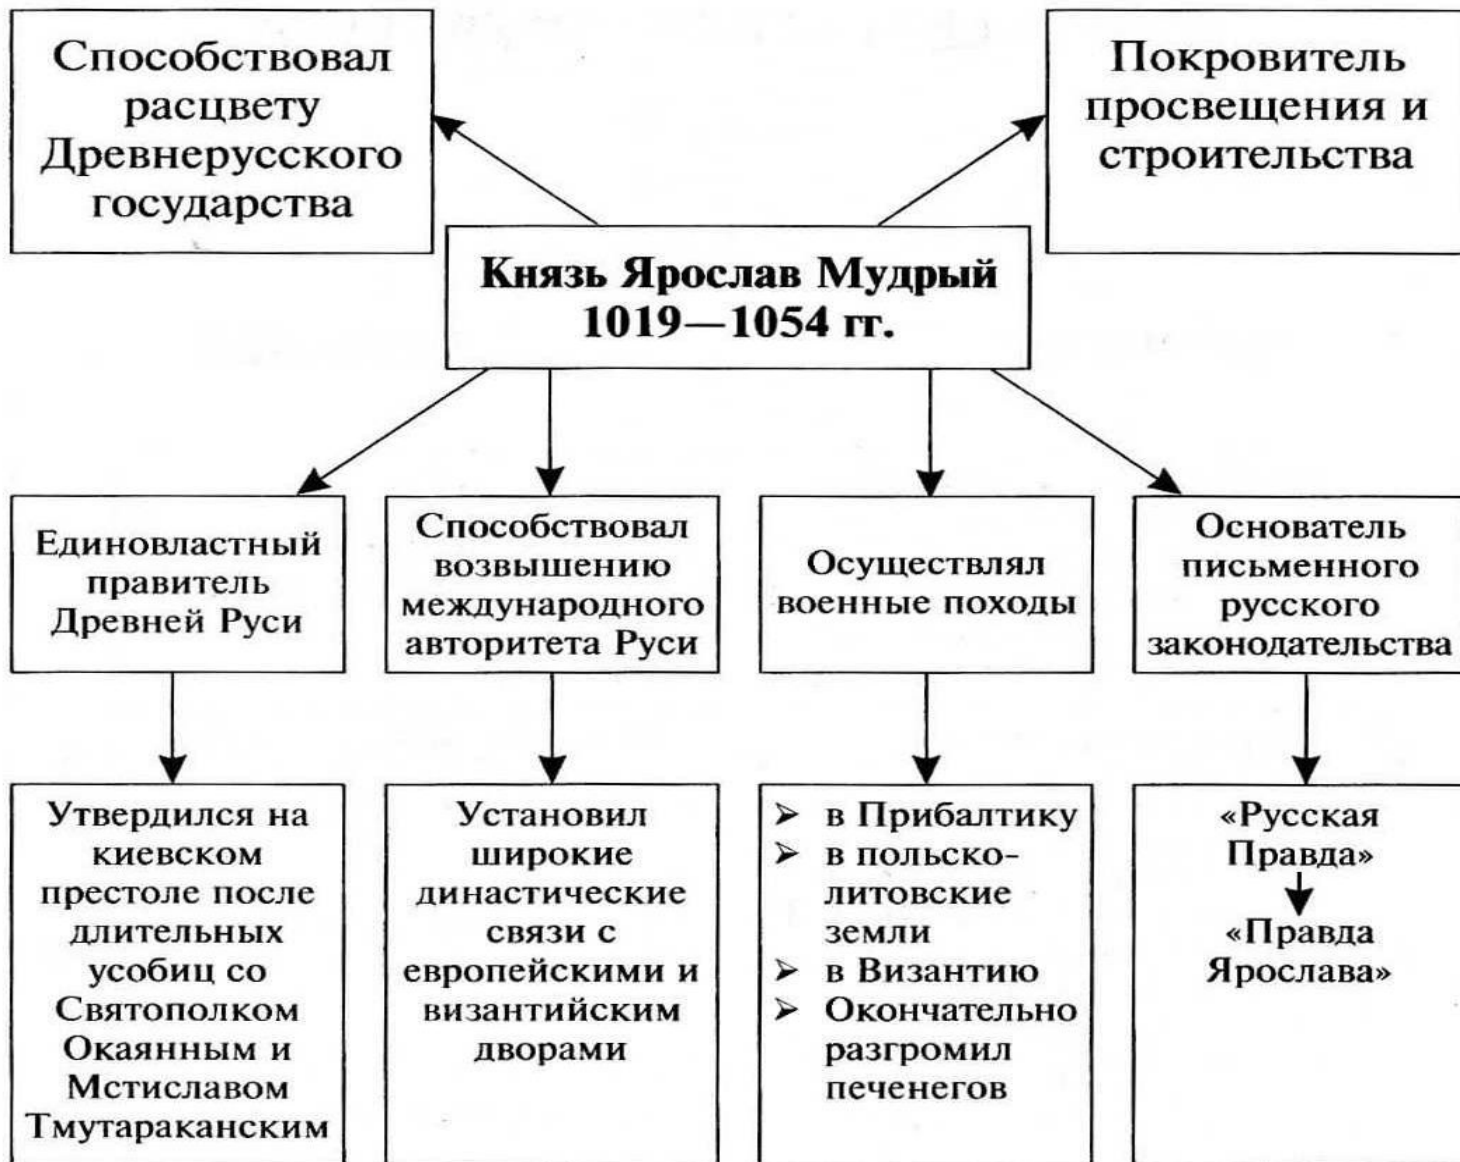 Способствовал
расцвету
Древнерусского
государства
Покровитель
просвещения и
строительства
Князь Ярослав Мудрый
1019—1054 гг.
Единовластный
правитель
Древней Руси
Способствовал
возвышению
международного
авторитета Руси
Осуществлял
военные походы
Основатель
письменного
русского
законодательства
Утвердился на
киевском
престоле после
длительных
усобиц со
Святополком
Окаянным и
Мстиславом
Тмутараканским
Установил
широкие
династические
связи с
европейскими и
византийским
дворами
➢ в Прибалтику
➢ в польско-
литовские
земли
➢ в Византию
➢ Окончательно
разгромил
печенегов
«Русская
Правда»
«Правда
Ярослава»